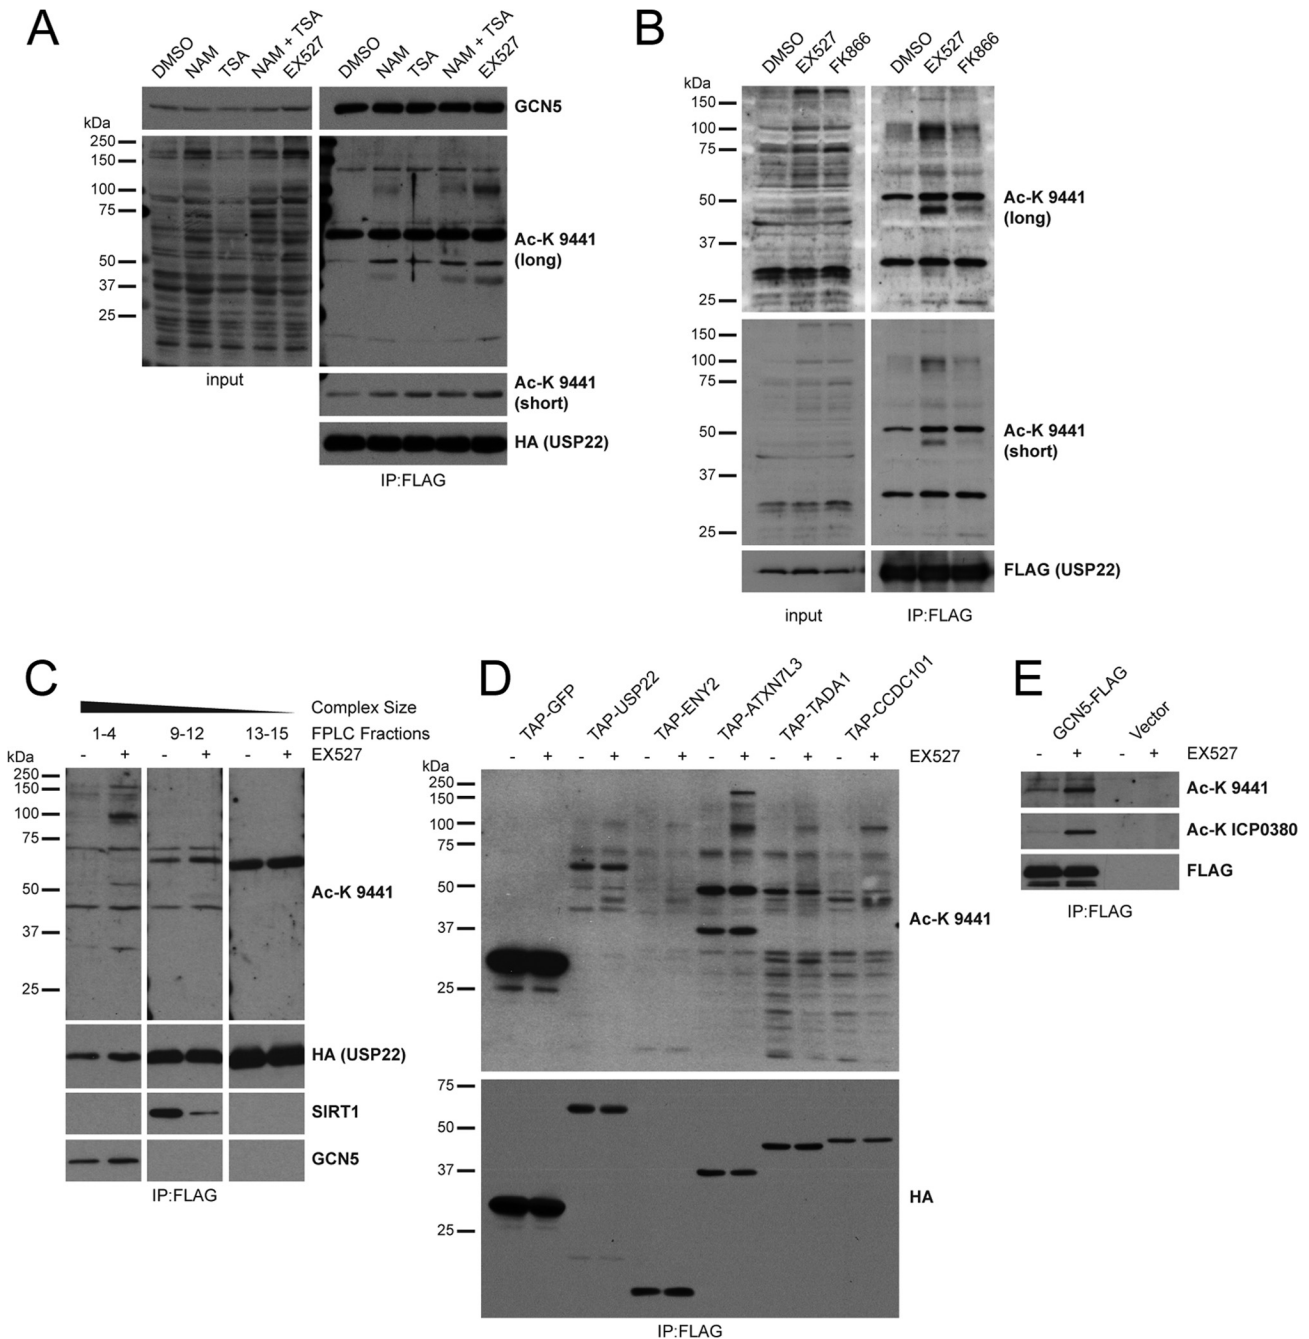 A
DMSO
NAM
TSA
NAM + TSA
EX527
DMSO
NAM
TSA
NAM + TSA
EX527
GCN5
kDa
250
150
100
75
50
37
25
Ac-K 9441
(long)
input
Ac-K 9441
(short)
HA (USP22)
IP:FLAG
B
DMSO
EX527
FK866
DMSO
EX527
FK866
kDa
150
100
75
50
37
25
Ac-K 9441
(long)
150
100
75
50
37
25
Ac-K 9441
(short)
FLAG (USP22)
input
IP:FLAG
C
Complex Size
1-4 9-12 13-15 FPLC Fractions
- + - + - + EX527
kDa
250
150
100
75
50
37
25
Ac-K 9441
HA (USP22)
SIRT1
GCN5
IP:FLAG
D
TAP-GFP
TAP-USP22
TAP-ENY2
TAP-ATXN7L3
TAP-TADA1
TAP-CCDC101
- + - + - + - + - + - + EX527
kDa
250
150
100
75
50
37
25
Ac-K 9441
75
50
37
25
HA
IP:FLAG
E
GCN5-FLAG
Vector
- + - + EX527
Ac-K 9441
Ac-K ICP0380
FLAG
IP:FLAG